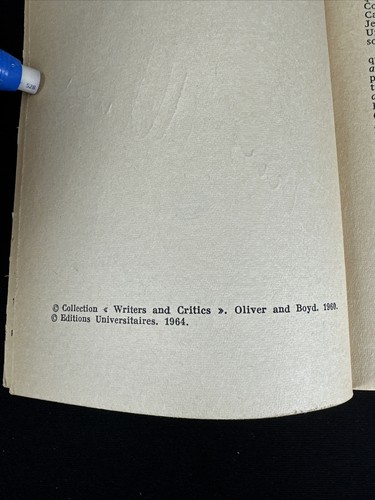 © Collection « Writers and Critics ». Oliver and Boyd. 1960.
© Editions Universitaires. 1964.